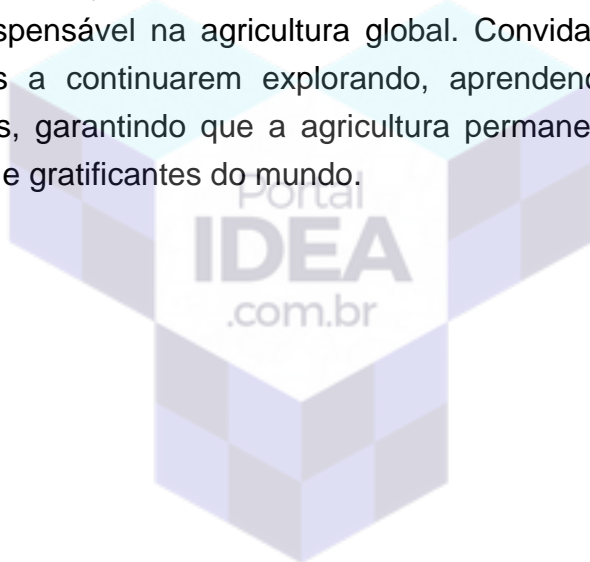 spensável na agricultura global. Convida
s a continuarem explorando, aprendend
s, garantindo que a agricultura permane
e gratificantes do mundo.
Portal
IDEA
.com.br